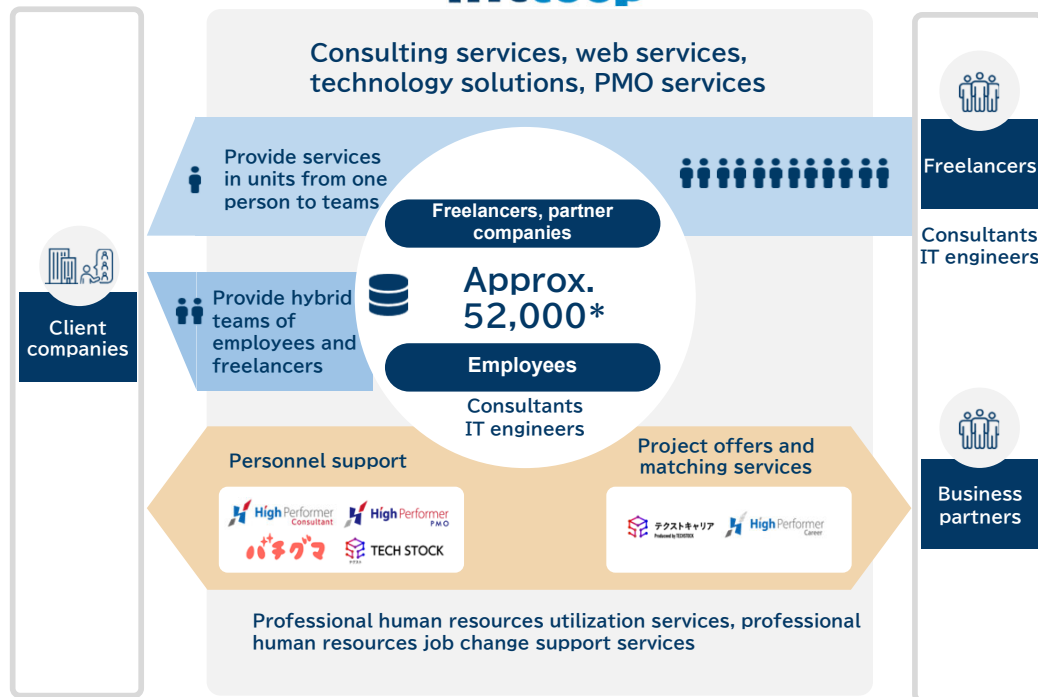 Consulting services, web services,
technology solutions, PMO services
Provide services
in units from one
person to teams
Freelancers, partner
companies
Freelancers
Consultants
IT engineers
Approx.
52,000*
Provide hybrid
teams of
employees and
freelancers
Client
companies
Employees
Consultants
IT engineers
Personnel support
High Performer
Consultant
High Performer
PMO
バチグマ
テクスト
TECH STOCK
Project offers and
matching services
テクストキャリア
Produced by TECHSTOCK
High Performer
Career
Business
partners
Professional human resources utilization services, professional
human resources job change support services